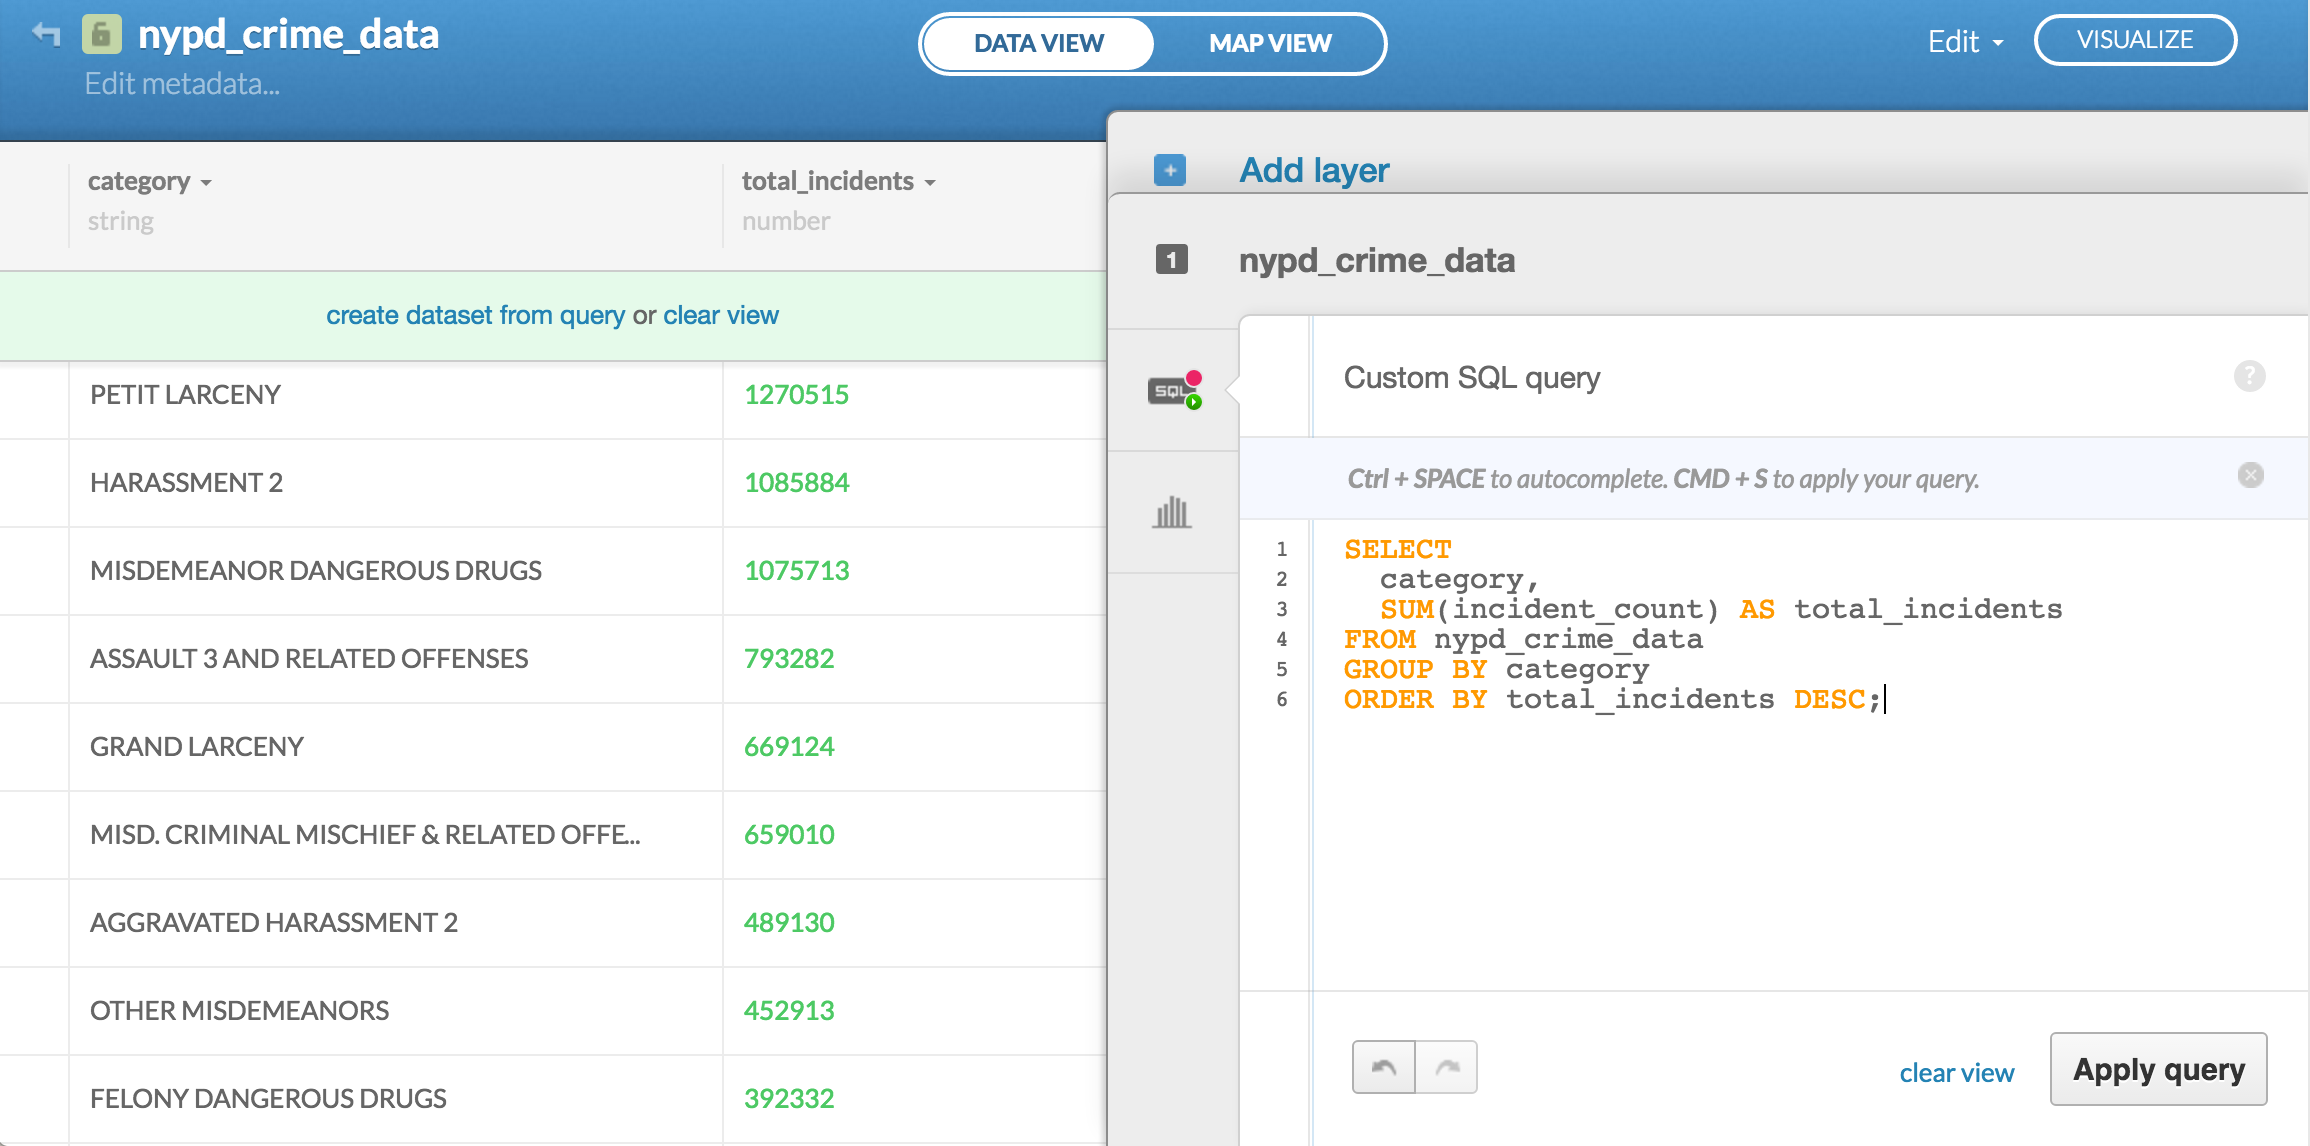 nypd_crime_data
Edit metadata...
DATA VIEW
MAP VIEW
Edit
VISUALIZE
category
string
total_incidents
number
create dataset from query or clear view
PETIT LARCENY 1270515
HARASSMENT 2 1085884
MISDEMEANOR DANGEROUS DRUGS 1075713
ASSAULT 3 AND RELATED OFFENSES 793282
GRAND LARCENY 669124
MISD. CRIMINAL MISCHIEF & RELATED OFFE... 659010
AGGRAVATED HARASSMENT 2 489130
OTHER MISDEMEANORS 452913
FELONY DANGEROUS DRUGS 392332
+ Add layer
1 nypd_crime_data
SQL
Custom SQL query
?
Ctrl + SPACE to autocomplete. CMD + S to apply your query.
1 SELECT
2 category,
3 SUM(incident_count) AS total_incidents
4 FROM nypd_crime_data
5 GROUP BY category
6 ORDER BY total_incidents DESC;
clear view
Apply query